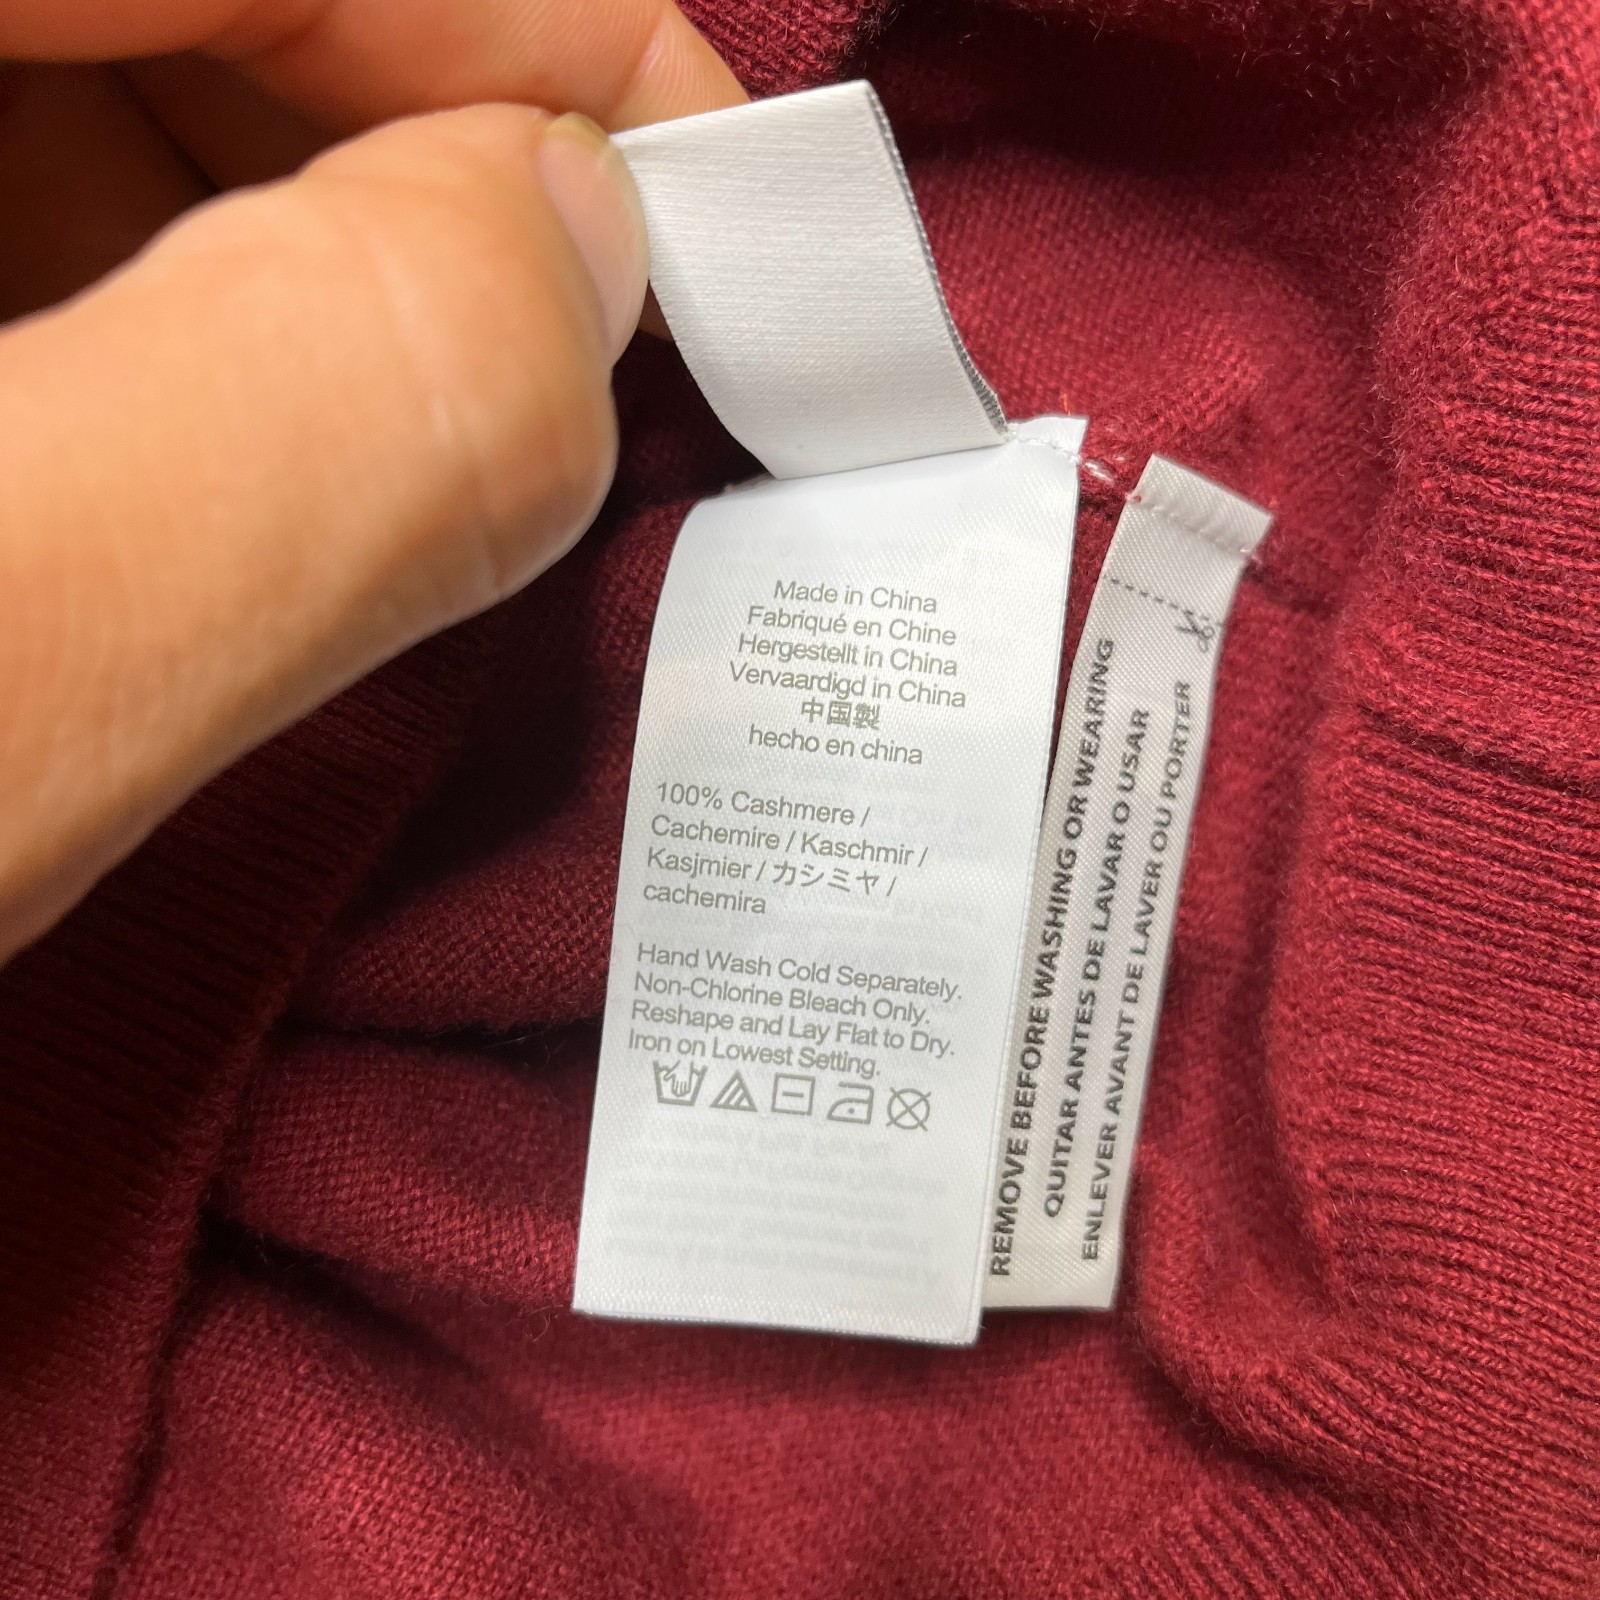 Made in China
Fabriqué en Chine
Hergestellt in China
Vervaardigd in China
中国製
hecho en china
100% Cashmere /
Cachemire / Kaschmir /
Kasjmier / カシミヤ /
cachemira
Hand Wash Cold Separately.
Non-Chlorine Bleach Only.
Reshape and Lay Flat to Dry.
Iron on Lowest Setting.
REMOVE BEFORE WASHING OR WEARING
QUITAR ANTES DE LAVAR O USAR
ENLEVER AVANT DE LAVER OU PORTER